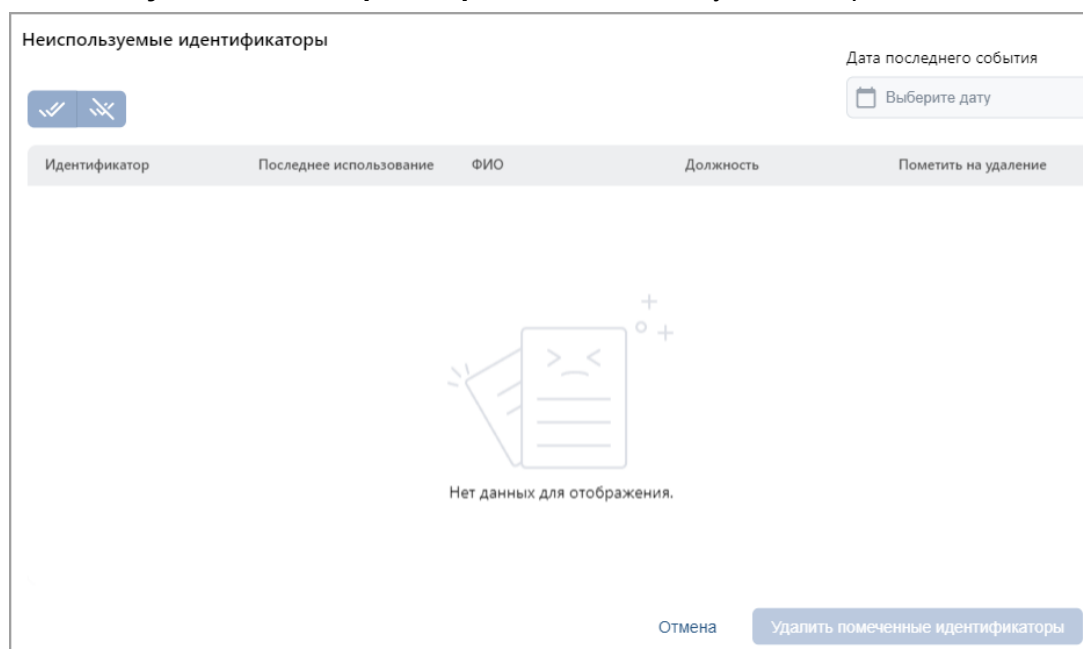 Неиспользуемые идентификаторы
Дата последнего события
Выберите дату
Идентификатор Последнее использование ФИО Должность Пометить на удаление
Нет данных для отображения.
Отмена Удалить помеченные идентификаторы